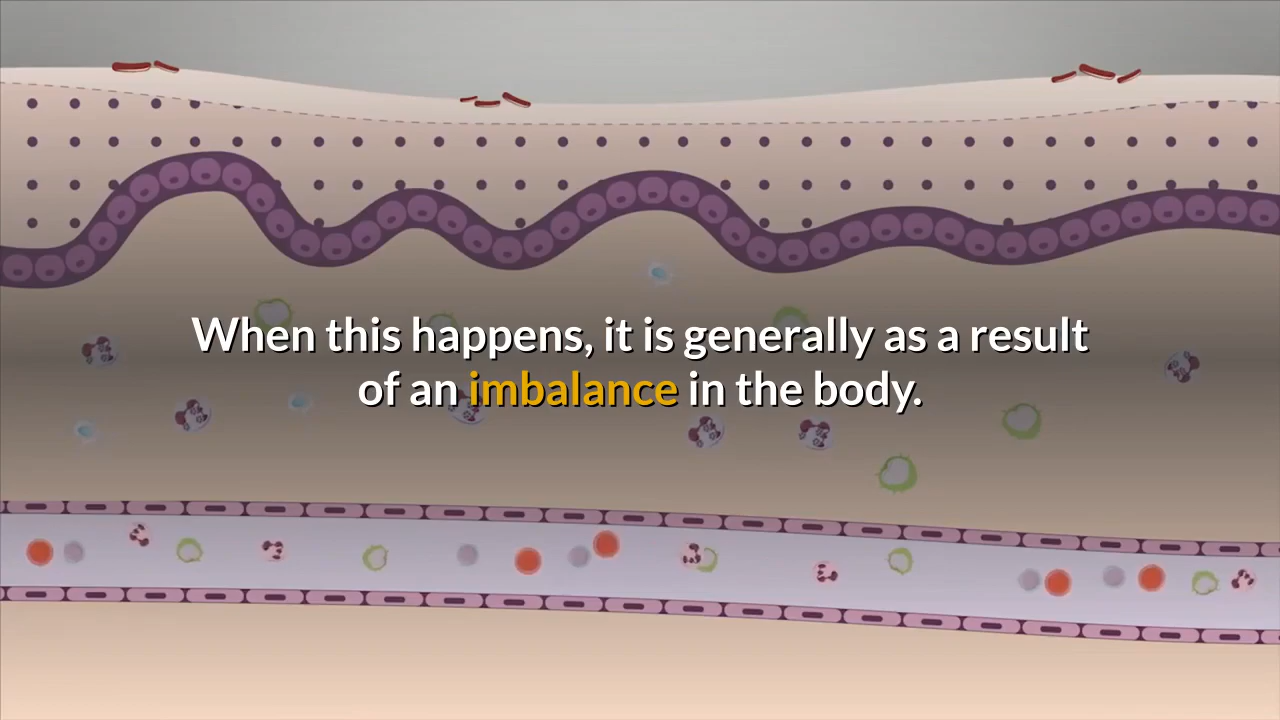 When this happens, it is generally as a result
of an imbalance in the body.